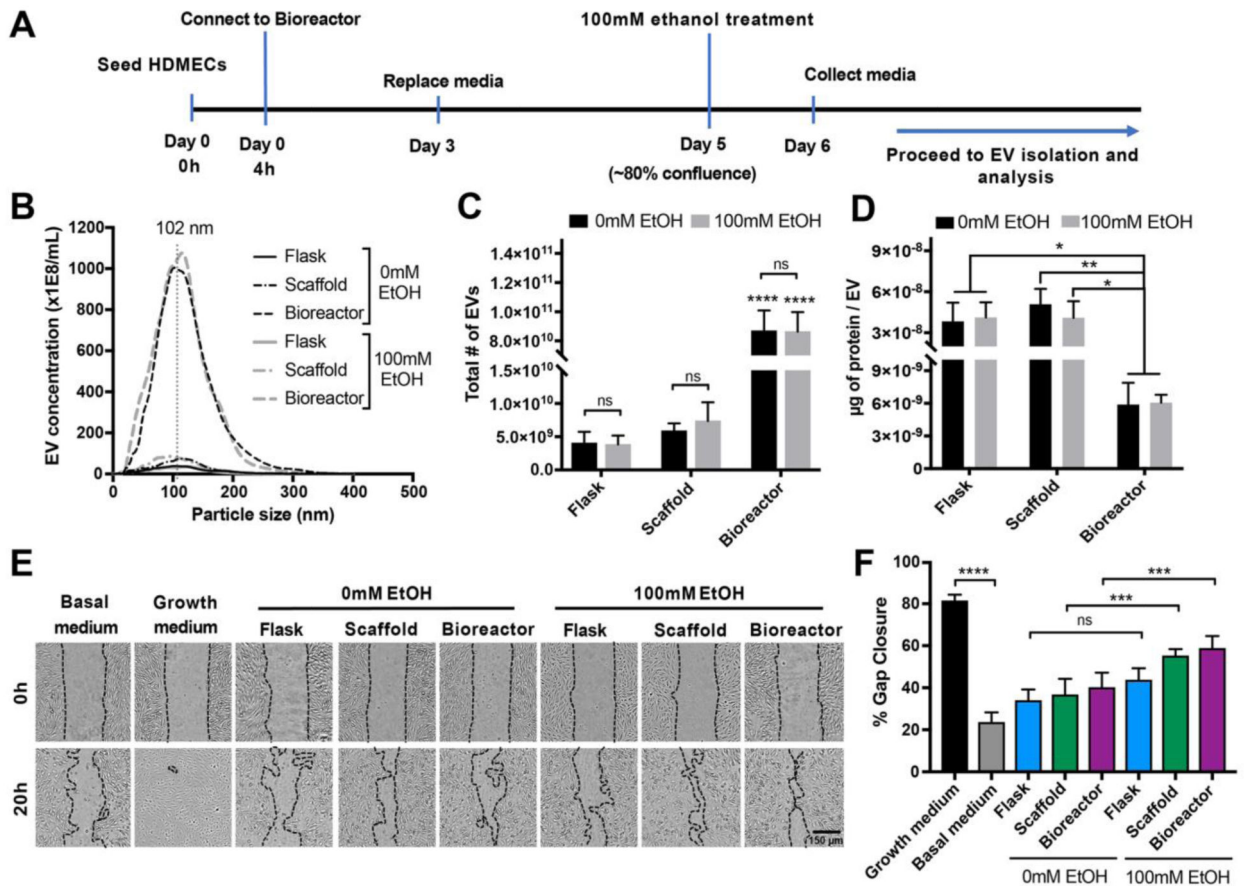 A
Connect to Bioreactor
100mM ethanol treatment
Seed HDMECs
Replace media
Collect media
Day 0
0h
Day 0
4h
Day 3
Day 5
(~80% confluence)
Day 6
Proceed to EV isolation and
analysis
B
102 nm
EV concentration (x1E8/mL)
1200
1000
800
600
400
200
0
0
100
200
300
400
500
Particle size (nm)
Flask
Scaffold
Bioreactor
0mM
EtOH
Flask
Scaffold
Bioreactor
100mM
EtOH
C
0mM EtOH
100mM EtOH
Total # of EVs
1.4×10¹¹
1.2×10¹¹
1.0×10¹¹
8.0×10¹⁰
1.5×10¹⁰
1.0×10¹⁰
5.0×10⁹
0.0
ns
ns
ns
**** ****
Flask
Scaffold
Bioreactor
D
0mM EtOH
100mM EtOH
µg of protein / EV
9×10⁻⁸
6×10⁻⁸
3×10⁻⁸
9×10⁻⁹
6×10⁻⁹
3×10⁻⁹
0
*
**
*
Flask
Scaffold
Bioreactor
E
Basal
medium
Growth
medium
0mM EtOH
Flask
Scaffold
Bioreactor
100mM EtOH
Flask
Scaffold
Bioreactor
0h
20h
150 µm
F
% Gap Closure
100
80
60
40
20
0
****
ns
***
***
Growth medium
Basal medium
Flask
Scaffold
Bioreactor
Flask
Scaffold
Bioreactor
0mM EtOH
100mM EtOH